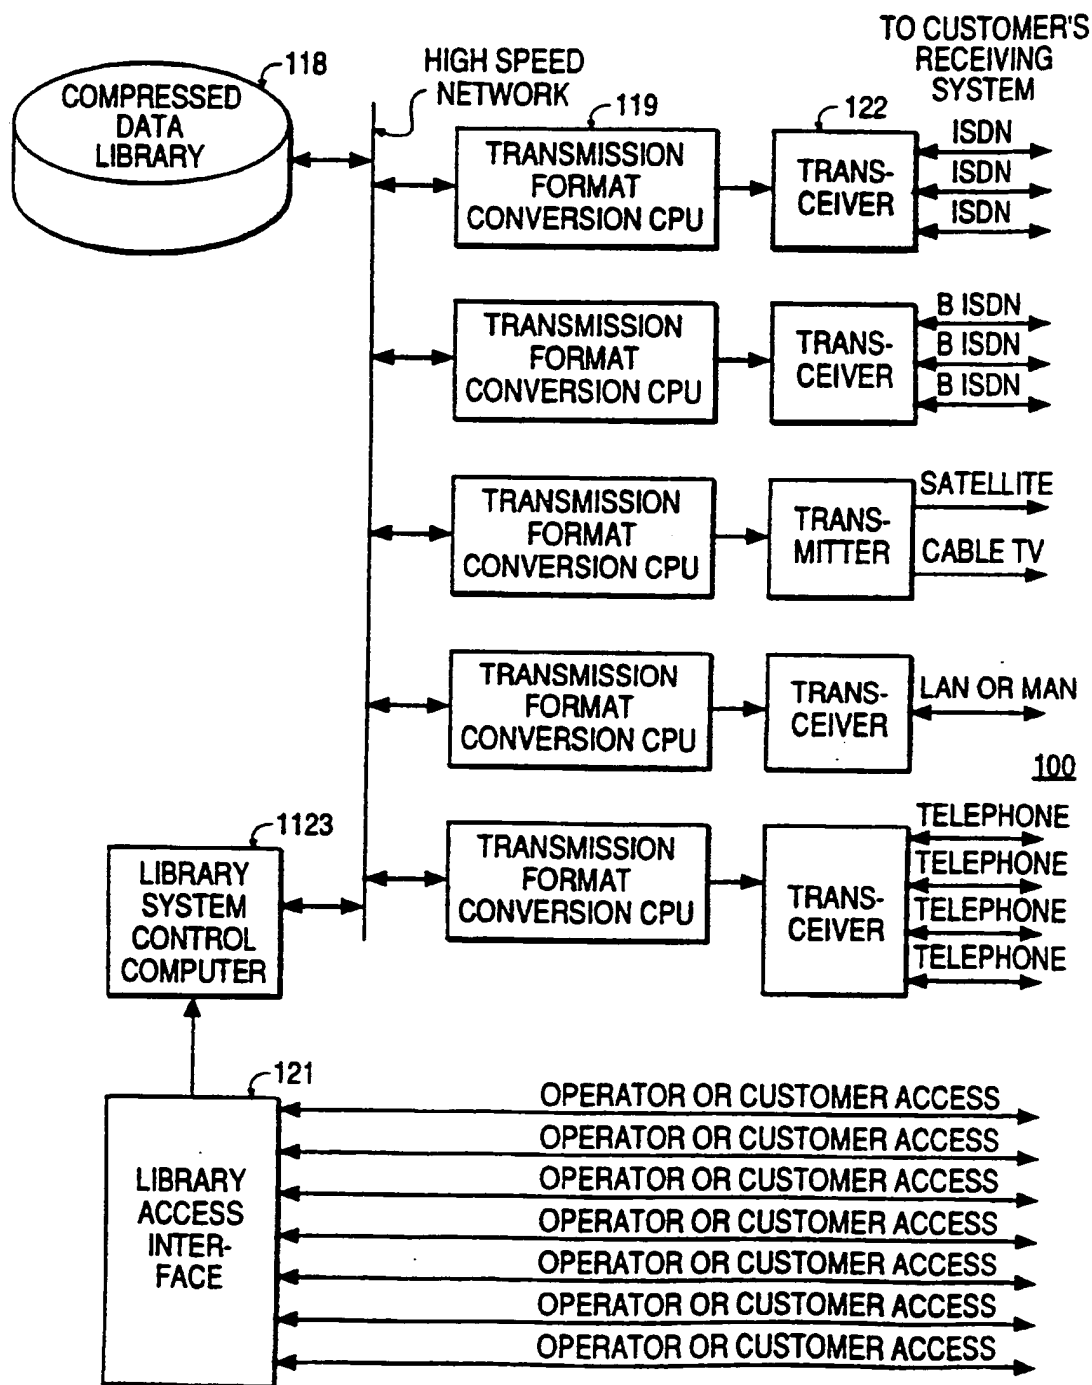 TO CUSTOMER'S
RECEIVING
SYSTEM
118
COMPRESSED
DATA
LIBRARY
HIGH SPEED
NETWORK
119
TRANSMISSION
FORMAT
CONVERSION CPU
122
TRANS-
CEIVER
ISDN
ISDN
ISDN
TRANSMISSION
FORMAT
CONVERSION CPU
TRANS-
CEIVER
B ISDN
B ISDN
B ISDN
TRANSMISSION
FORMAT
CONVERSION CPU
TRANS-
MITTER
SATELLITE
CABLE TV
TRANSMISSION
FORMAT
CONVERSION CPU
TRANS-
CEIVER
LAN OR MAN
100
1123
LIBRARY
SYSTEM
CONTROL
COMPUTER
TRANSMISSION
FORMAT
CONVERSION CPU
TRANS-
CEIVER
TELEPHONE
TELEPHONE
TELEPHONE
TELEPHONE
121
LIBRARY
ACCESS
INTER-
FACE
OPERATOR OR CUSTOMER ACCESS
OPERATOR OR CUSTOMER ACCESS
OPERATOR OR CUSTOMER ACCESS
OPERATOR OR CUSTOMER ACCESS
OPERATOR OR CUSTOMER ACCESS
OPERATOR OR CUSTOMER ACCESS
OPERATOR OR CUSTOMER ACCESS